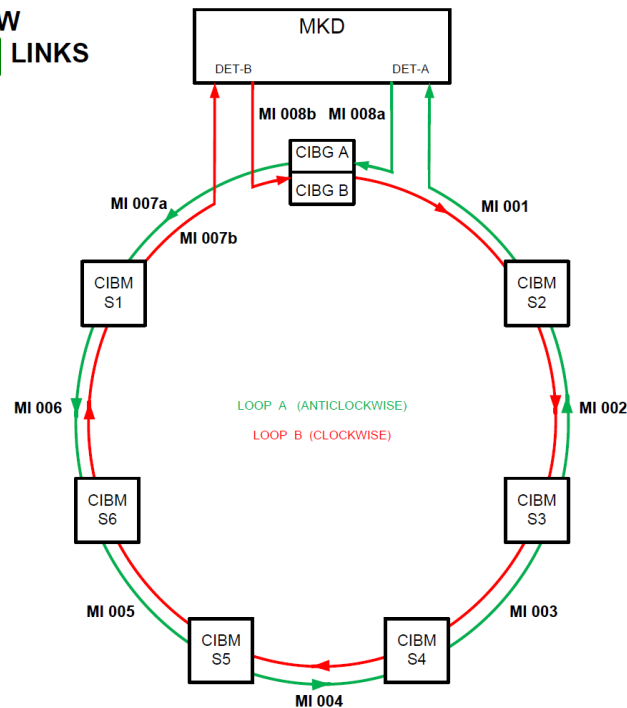 W
LINKS
MKD
DET-B
DET-A
MI 008b
MI 008a
CIBG A
CIBG B
MI 007a
MI 001
MI 007b
CIBM
S1
CIBM
S2
MI 006
MI 002
LOOP A (ANTICLOCKWISE)
LOOP B (CLOCKWISE)
CIBM
S6
CIBM
S3
MI 005
MI 003
CIBM
S5
CIBM
S4
MI 004